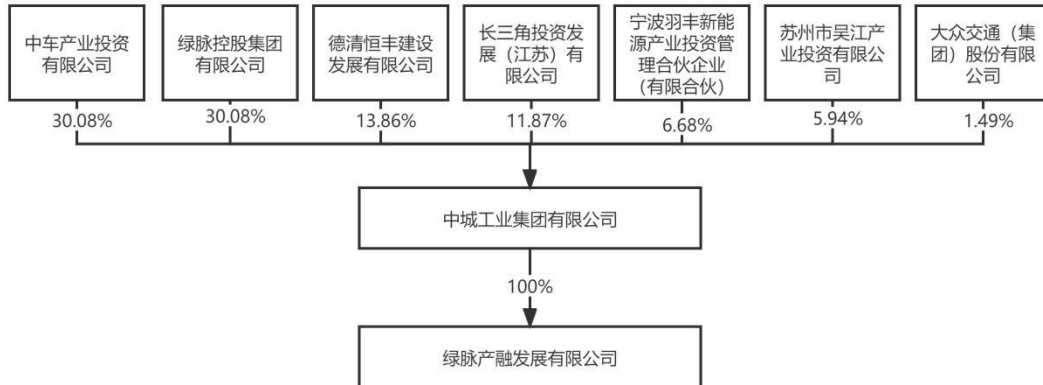 中车产业投资
有限公司
绿脉控股集团
有限公司
德清恒丰建设
发展有限公司
长三角投资发
展（江苏）有
限公司
宁波羽丰新能
源产业投资管
理合伙企业
（有限合伙）
苏州市吴江产
业投资有限公
司
大众交通（集
团）股份有限
公司
30.08%
30.08%
13.86%
11.87%
6.68%
5.94%
1.49%
中城工业集团有限公司
100%
绿脉产融发展有限公司